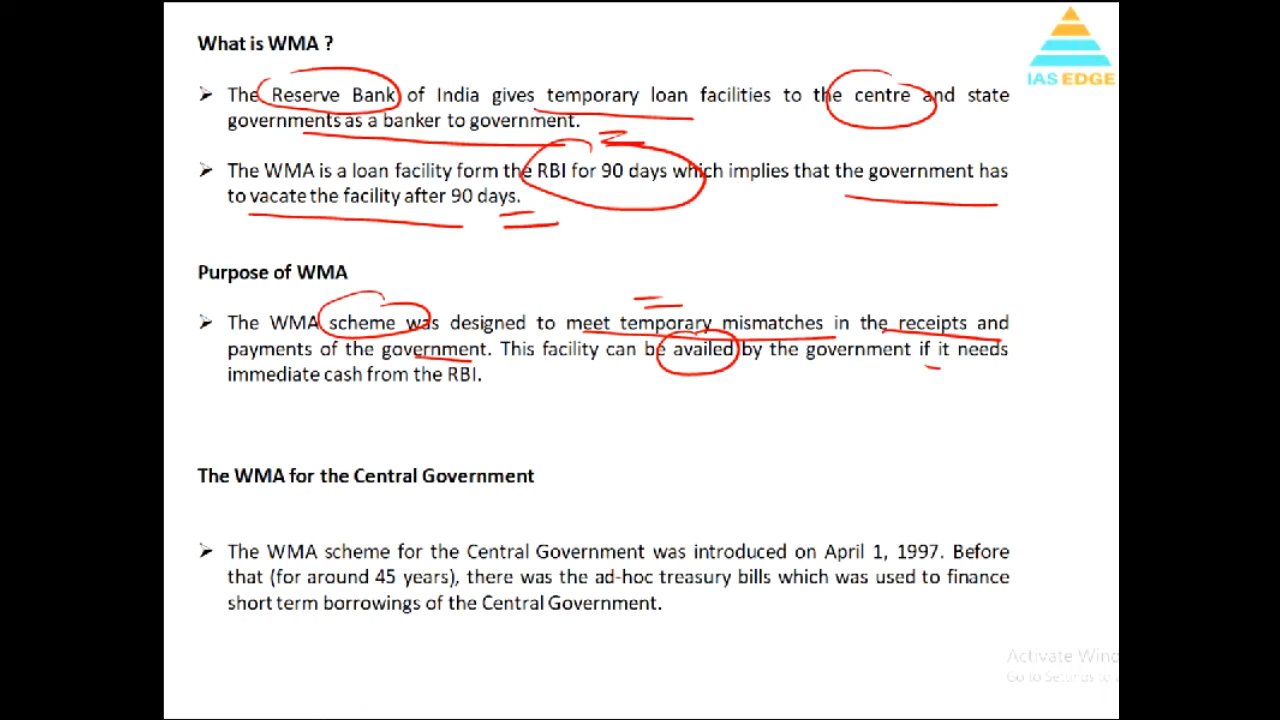 What is WMA ?
IAS EDGE
➢ The Reserve Bank of India gives temporary loan facilities to the centre and state
governments as a banker to government.
➢ The WMA is a loan facility form the RBI for 90 days which implies that the government has
to vacate the facility after 90 days.
Purpose of WMA
➢ The WMA scheme was designed to meet temporary mismatches in the receipts and
payments of the government. This facility can be availed by the government if it needs
immediate cash from the RBI.
The WMA for the Central Government
➢ The WMA scheme for the Central Government was introduced on April 1, 1997. Before
that (for around 45 years), there was the ad-hoc treasury bills which was used to finance
short term borrowings of the Central Government.
Activate Wind
Go to Settings to